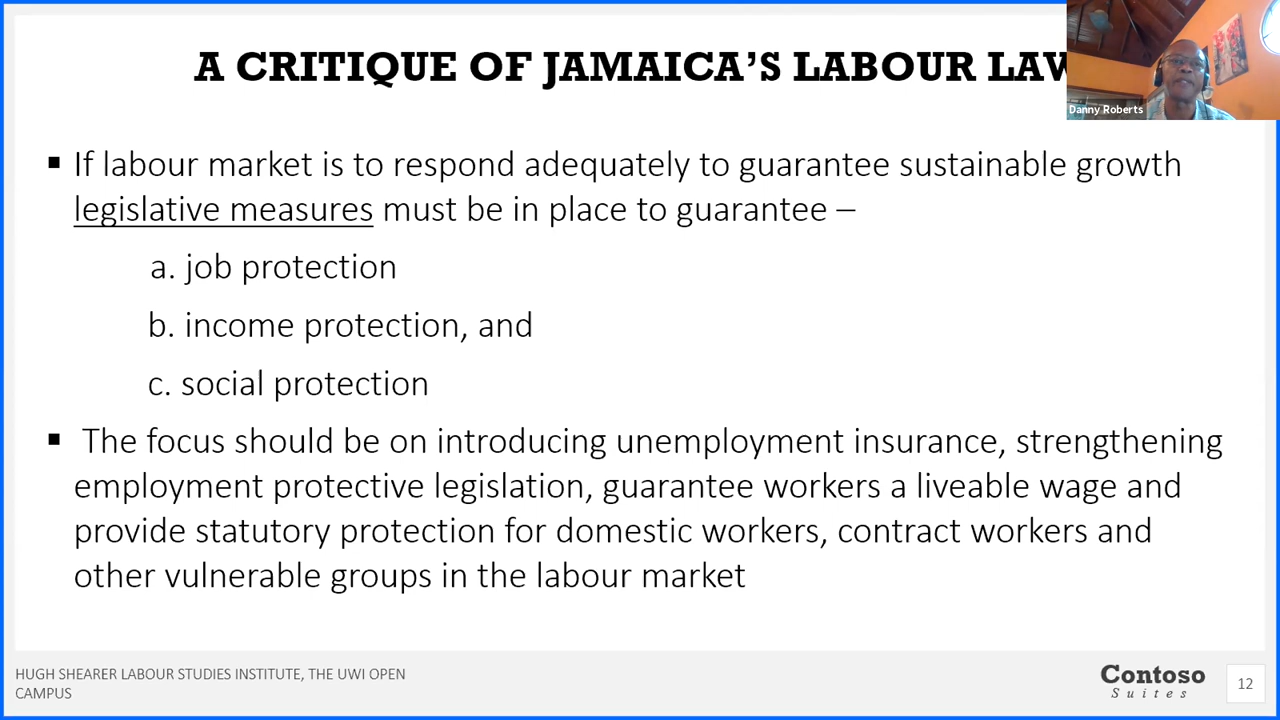 A CRITIQUE OF JAMAICA'S LABOUR LAW
Danny Roberts
▪ If labour market is to respond adequately to guarantee sustainable growth
legislative measures must be in place to guarantee –
a. job protection
b. income protection, and
c. social protection
▪ The focus should be on introducing unemployment insurance, strengthening
employment protective legislation, guarantee workers a liveable wage and
provide statutory protection for domestic workers, contract workers and
other vulnerable groups in the labour market
HUGH SHEARER LABOUR STUDIES INSTITUTE, THE UWI OPEN
CAMPUS
Contoso
Suites
12